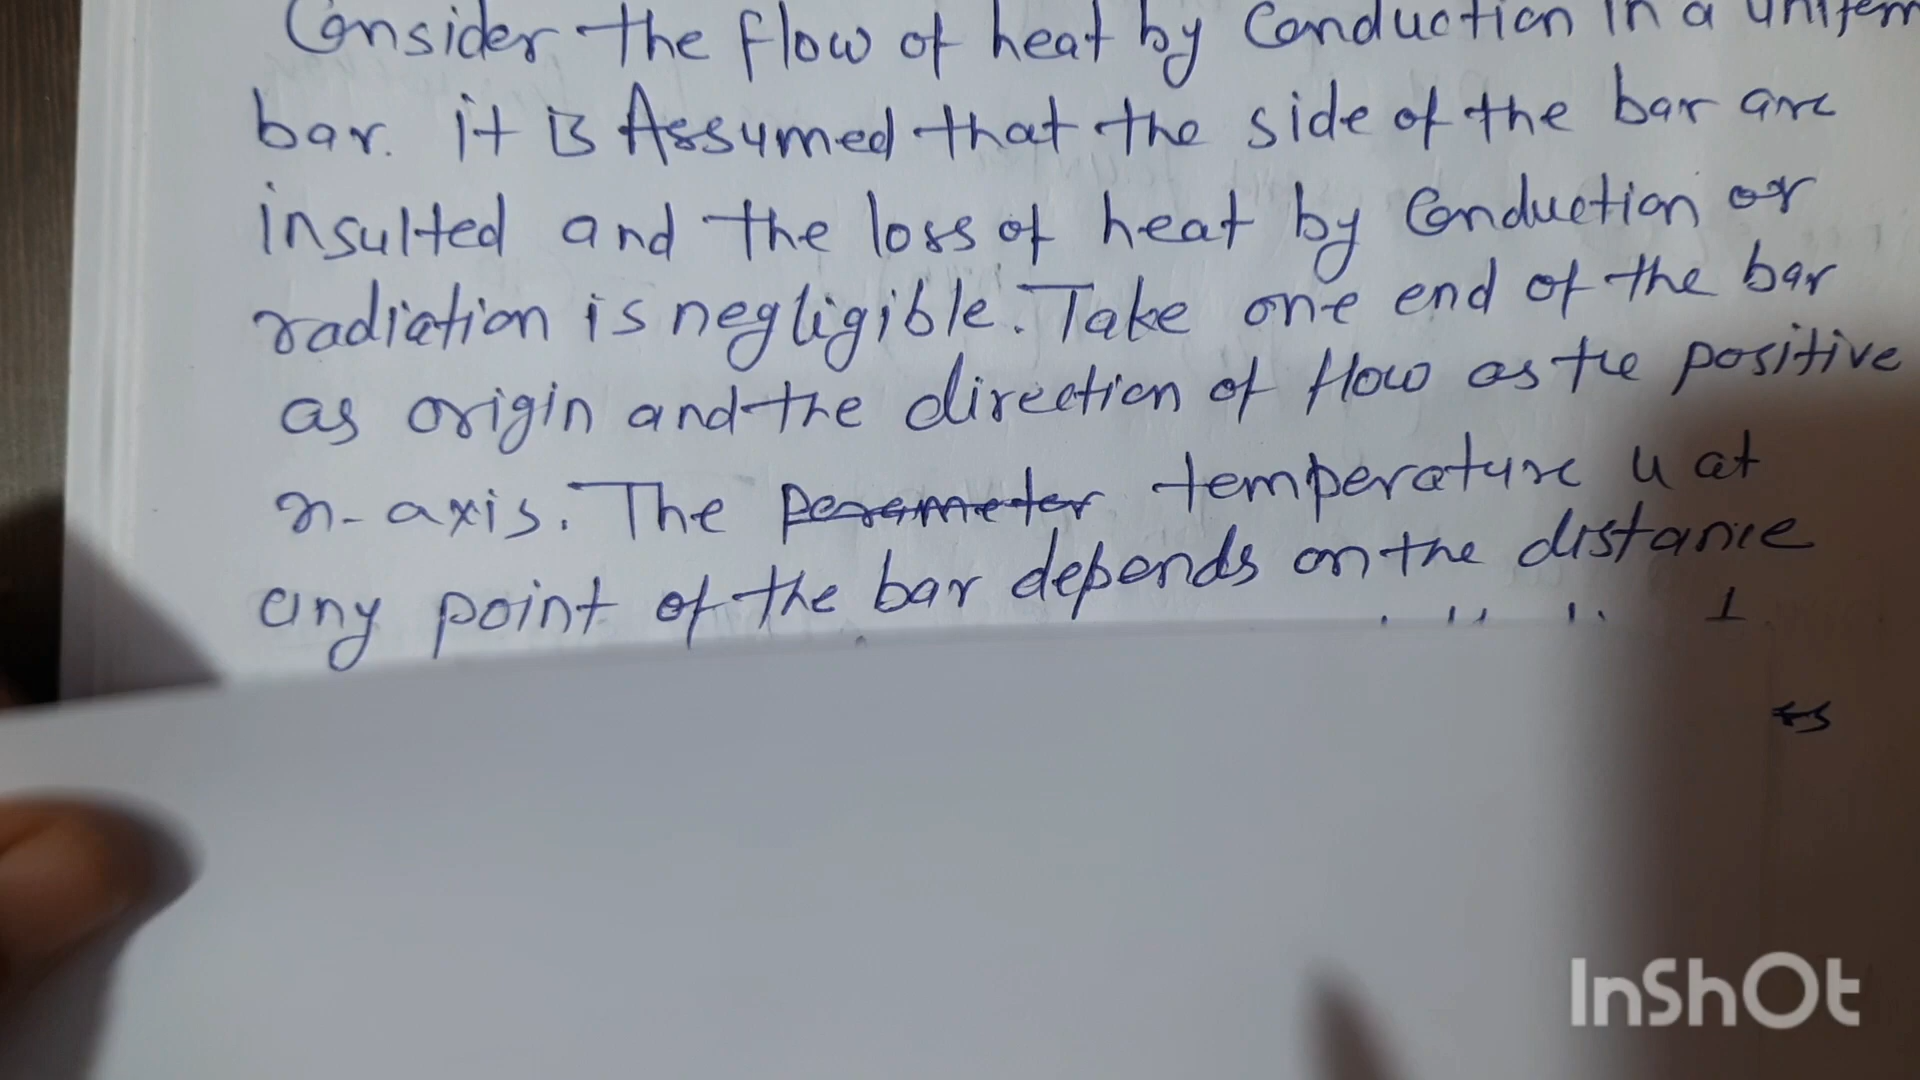 Consider the flow of heat by Conduction in a unifem
bar. it is Assumed that the side of the bar are
insulted and the loss of heat by Conduction or
radiation is negligible. Take one end of the bar
as origin and the direction of flow as the positive
x-axis. The perameter temperature u at
any point of the bar depends on the distance
InShOt